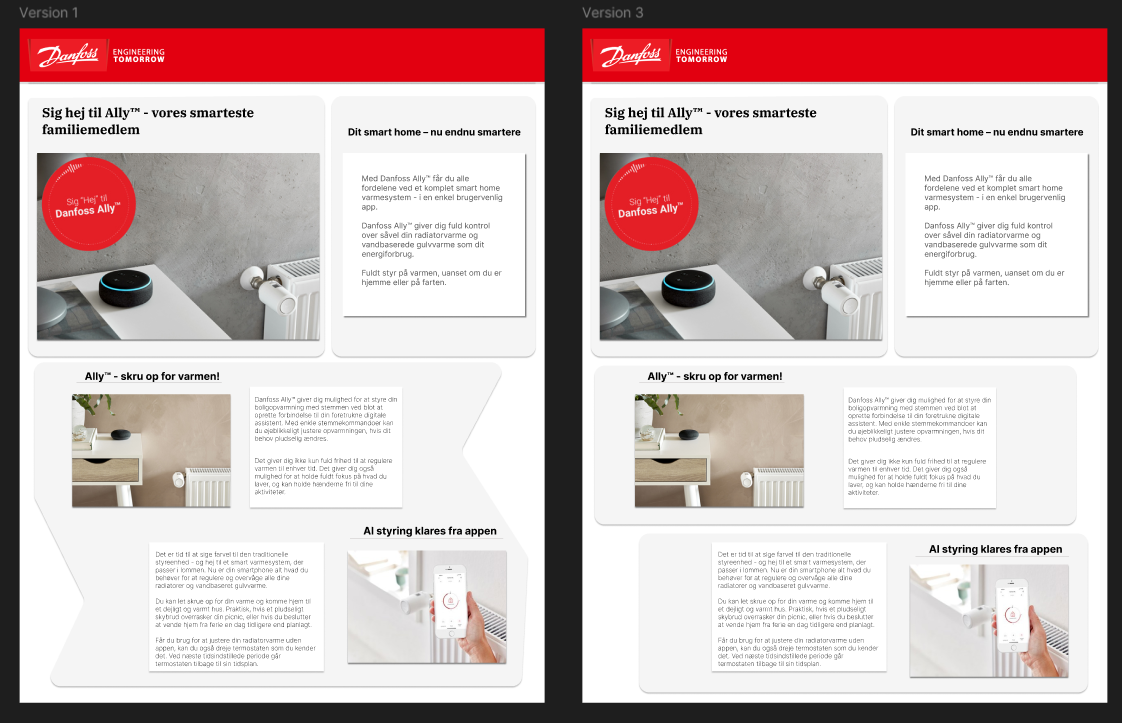 Version 1
Danfoss
ENGINEERING
TOMORROW
Sig hej til Ally™ - vores smarteste
familiemedlem
Sig "Hej" til
Danfoss Ally™
Dit smart home – nu endnu smartere
Med Danfoss Ally™ får du alle
fordelene ved et komplet smart home
varmesystem - i en enkel brugervenlig
app.
Danfoss Ally™ giver dig fuld kontrol
over såvel din radiatorvarme og
vandbaserede gulvvarme som dit
energiforbrug.
Fuldt styr på varmen, uanset om du er
hjemme eller på farten.
Ally™ - skru op for varmen!
Danfoss Ally™ giver dig mulighed for at styre din
boligopvarmning med stemmen ved blot at
oprette forbindelse til din foretrukne digitale
assistent. Med enkle stemmekommandoer kan
du øjeblikkeligt justere opvarmningen, hvis dit
behov pludselig ændres.
Det giver dig ikke kun fuld frihed til at regulere
varmen til enhver tid. Det giver dig også
mulighed for at holde fuldt fokus på hvad du
laver, og kan holde hænderne fri til dine
aktiviteter.
Al styring klares fra appen
Det er tid til at sige farvel til den traditionelle
styreenhed - og hej til et smart varmesystem, der
passer i lommen. Nu er din smartphone alt hvad du
behøver for at regulere og overvåge alle dine
radiatorer og vandbaseret gulvvarme.
Du kan let skrue op for din varme og komme hjem til
et dejligt og varmt hus. Praktisk, hvis et pludseligt
skybrud overrasker din picnic, eller hvis du beslutter
at vende hjem fra ferie en dag tidligere end planlagt.
Får du brug for at justere din radiatorvarme uden
appen, kan du også dreje termostaten som du kender
det. Ved næste tidsindstillede periode går
termostaten tilbage til sin tidsplan.
Version 3
Danfoss
ENGINEERING
TOMORROW
Sig hej til Ally™ - vores smarteste
familiemedlem
Sig "Hej" til
Danfoss Ally™
Dit smart home – nu endnu smartere
Med Danfoss Ally™ får du alle
fordelene ved et komplet smart home
varmesystem - i en enkel brugervenlig
app.
Danfoss Ally™ giver dig fuld kontrol
over såvel din radiatorvarme og
vandbaserede gulvvarme som dit
energiforbrug.
Fuldt styr på varmen, uanset om du er
hjemme eller på farten.
Ally™ - skru op for varmen!
Danfoss Ally™ giver dig mulighed for at styre din
boligopvarmning med stemmen ved blot at
oprette forbindelse til din foretrukne digitale
assistent. Med enkle stemmekommandoer kan
du øjeblikkeligt justere opvarmningen, hvis dit
behov pludselig ændres.
Det giver dig ikke kun fuld frihed til at regulere
varmen til enhver tid. Det giver dig også
mulighed for at holde fuldt fokus på hvad du
laver, og kan holde hænderne fri til dine
aktiviteter.
Al styring klares fra appen
Det er tid til at sige farvel til den traditionelle
styreenhed - og hej til et smart varmesystem, der
passer i lommen. Nu er din smartphone alt hvad du
behøver for at regulere og overvåge alle dine
radiatorer og vandbaseret gulvvarme.
Du kan let skrue op for din varme og komme hjem til
et dejligt og varmt hus. Praktisk, hvis et pludseligt
skybrud overrasker din picnic, eller hvis du beslutter
at vende hjem fra ferie en dag tidligere end planlagt.
Får du brug for at justere din radiatorvarme uden
appen, kan du også dreje termostaten som du kender
det. Ved næste tidsindstillede periode går
termostaten tilbage til sin tidsplan.